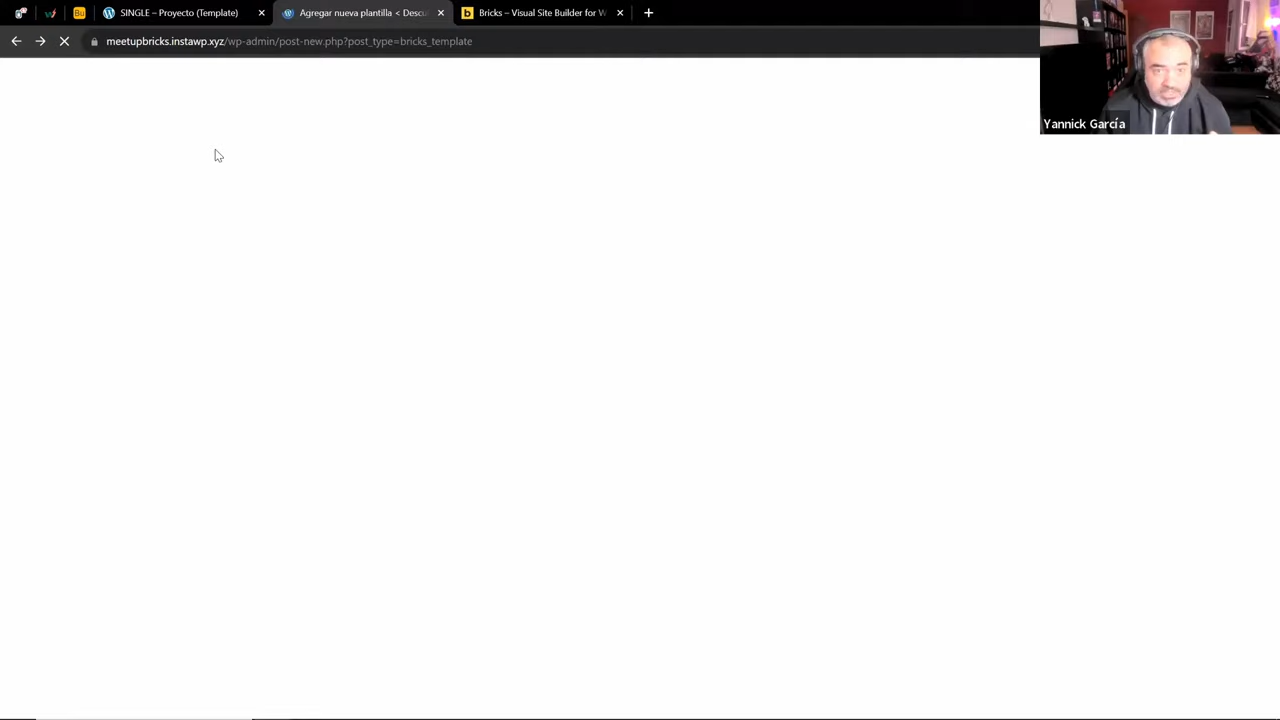 SINGLE – Proyecto (Template)
Agregar nueva plantilla < Descu
Bricks – Visual Site Builder for W
meetupbricks.instawp.xyz/wp-admin/post-new.php?post_type=bricks_template
Yannick García